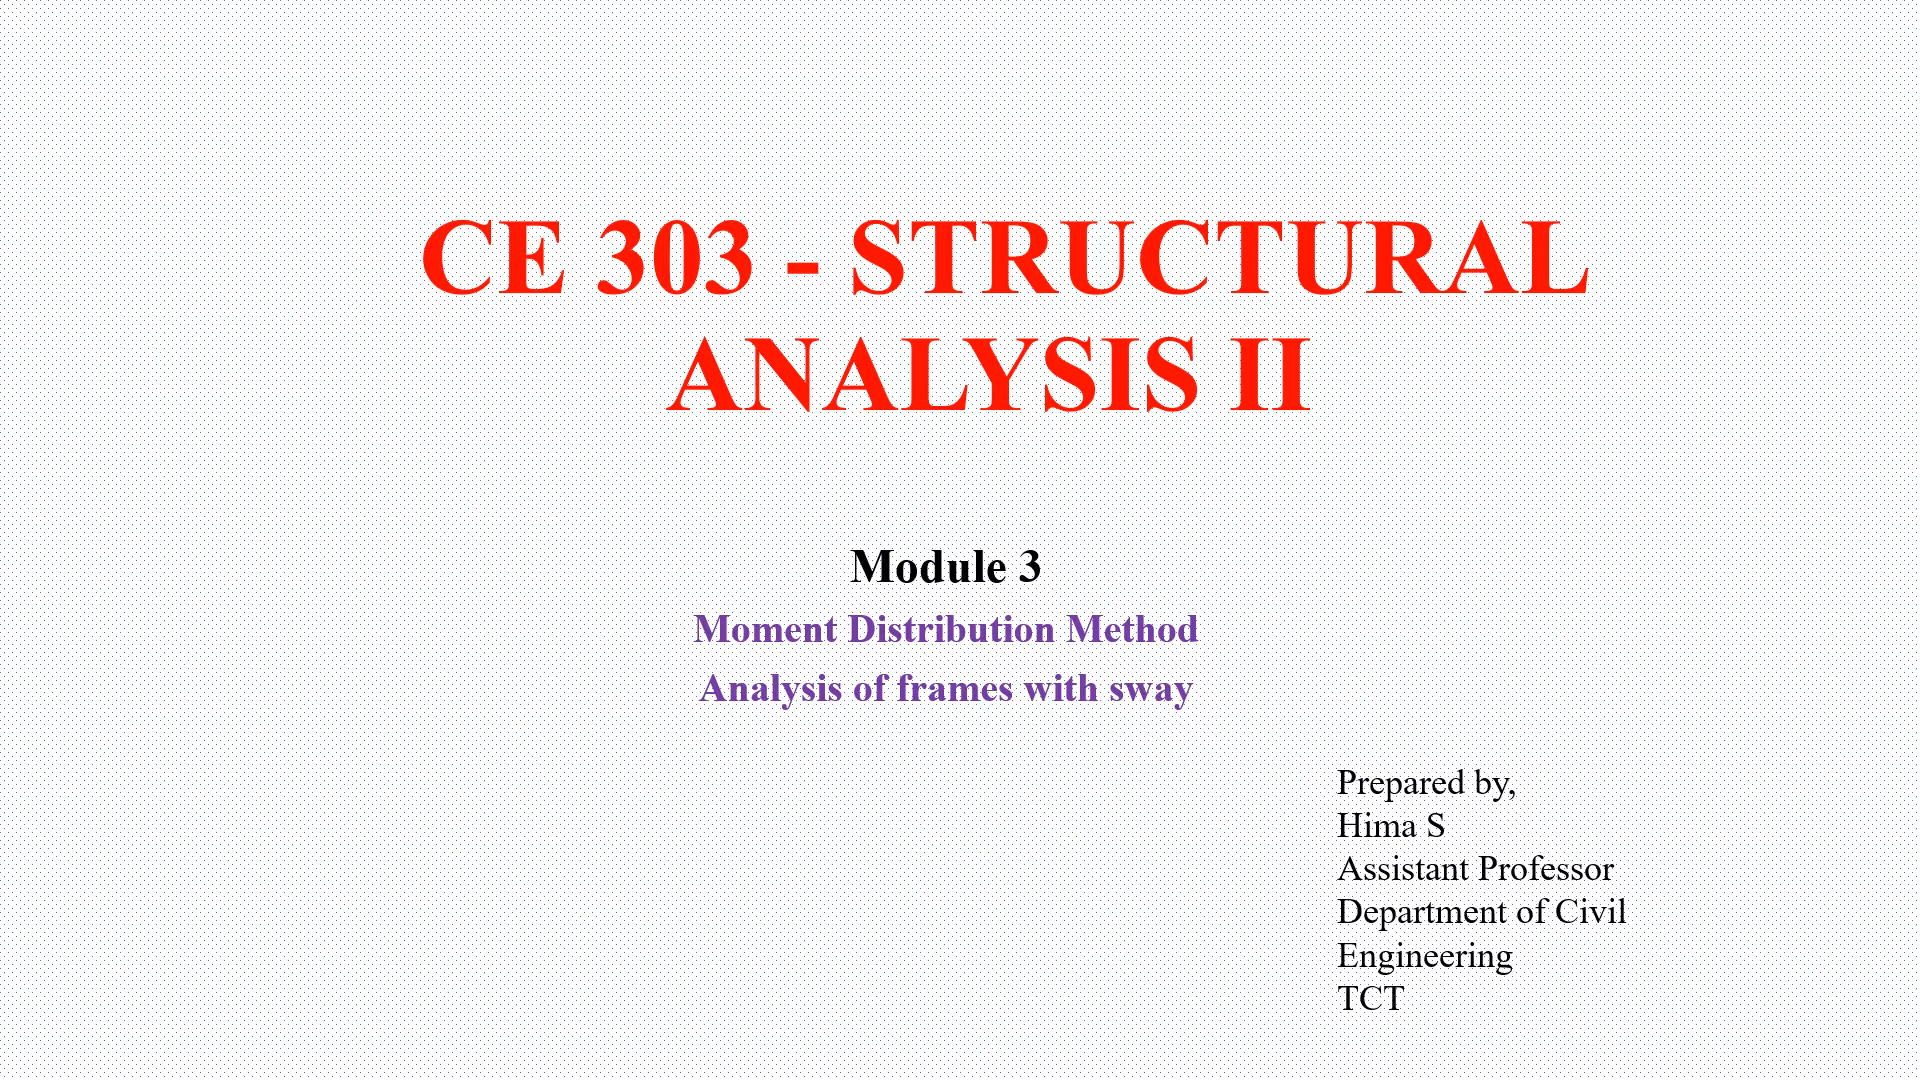 CE 303 - STRUCTURAL
ANALYSIS II
Module 3
Moment Distribution Method
Analysis of frames with sway
Prepared by,
Hima S
Assistant Professor
Department of Civil
Engineering
TCT